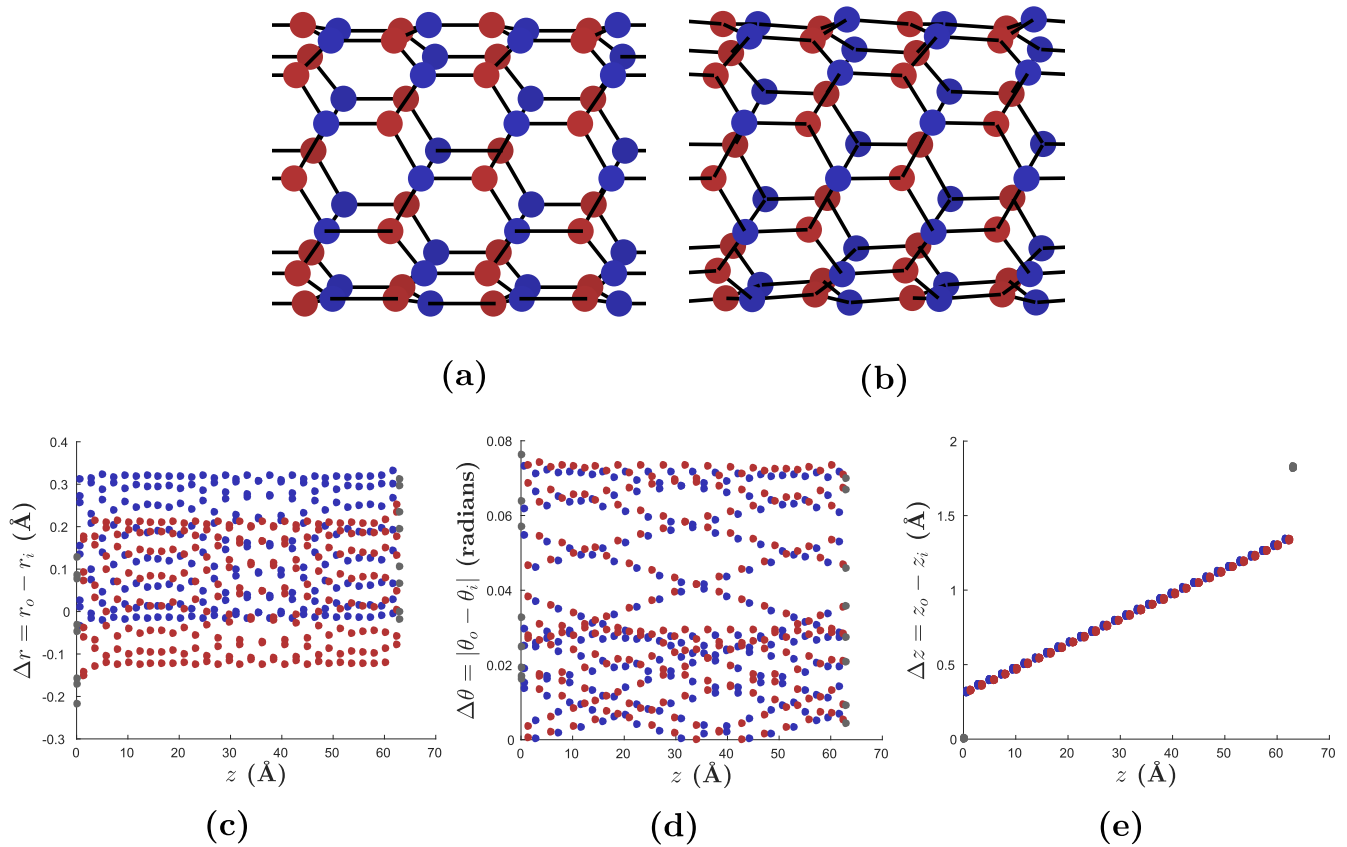 (a)
(b)
Δr = r_o − r_i (Å)
0.4
0.3
0.2
0.1
0
-0.1
-0.2
-0.3
0 10 20 30 40 50 60 70
z (Å)
(c)
Δθ = |θ_o − θ_i| (radians)
0.08
0.06
0.04
0.02
0
0 10 20 30 40 50 60 70
z (Å)
(d)
Δz = z_o − z_i (Å)
2
1.5
1
0.5
0
0 10 20 30 40 50 60 70
z (Å)
(e)